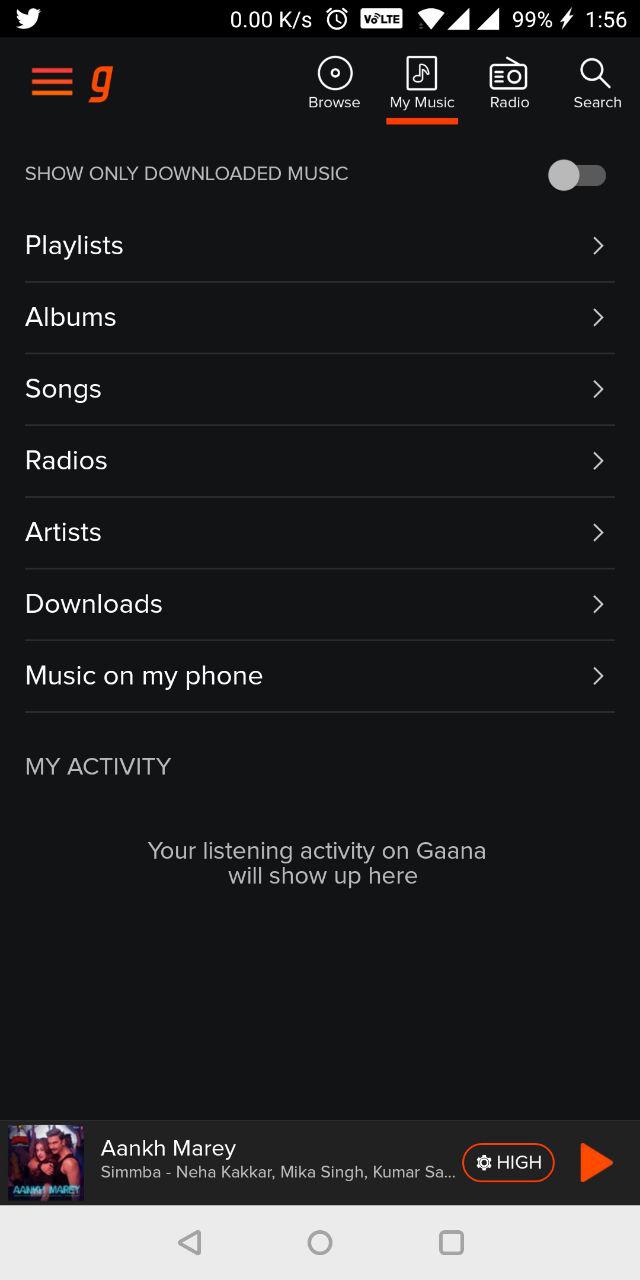 0.00 K/s VoLTE 99% 1:56
g
Browse My Music Radio Search
SHOW ONLY DOWNLOADED MUSIC
Playlists
Albums
Songs
Radios
Artists
Downloads
Music on my phone
MY ACTIVITY
Your listening activity on Gaana
will show up here
AANKH MAREY
Aankh Marey
Simmba - Neha Kakkar, Mika Singh, Kumar Sa...
HIGH